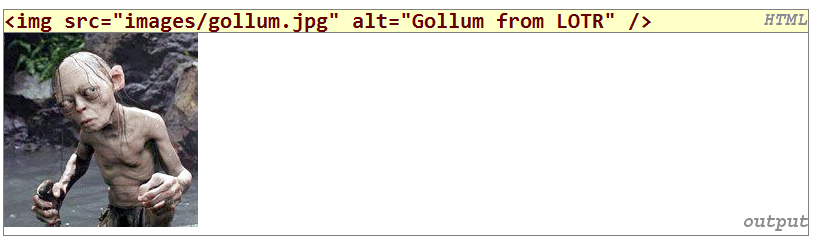 <img src="images/gollum.jpg" alt="Gollum from LOTR" /> HTML
output